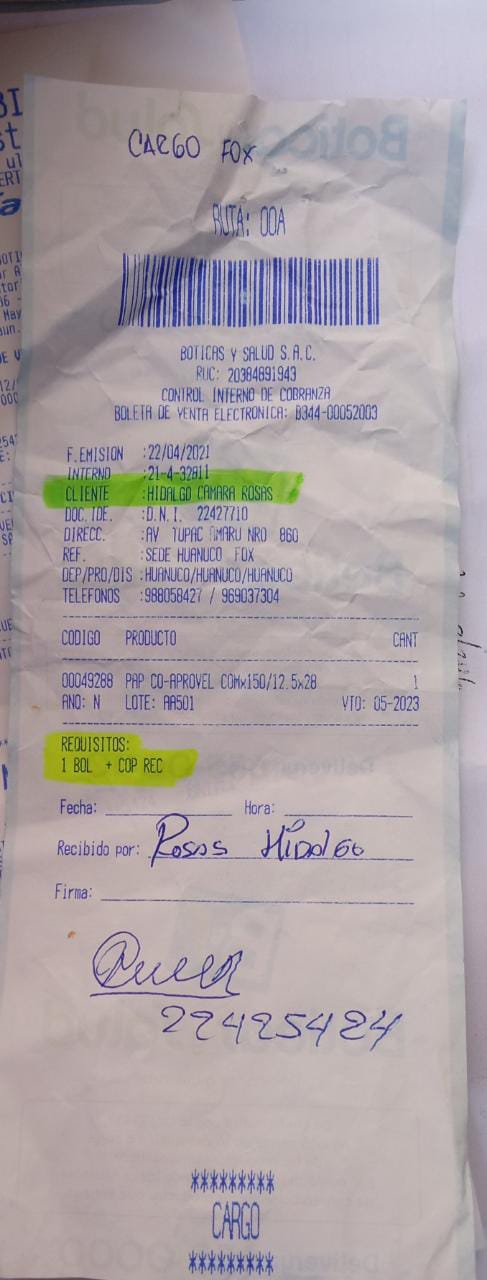 CARGO FOX
RUTA: 00A
BOTICAS Y SALUD S.A.C.
RUC: 20384891943
CONTROL INTERNO DE COBRANZA
BOLETA DE VENTA ELECTRONICA: B344-00052003
F.EMISION :22/04/2021
INTERNO :21-4-32811
CLIENTE :HIDALGO CAMARA ROSAS
DOC. IDE. :D.N.I. 22427710
DIRECC. :AV TUPAC AMARU NRO 860
REF. :SEDE HUANUCO FOX
DEP/PRO/DIS :HUANUCO/HUANUCO/HUANUCO
TELEFONOS :988058427 / 969037304
CODIGO PRODUCTO CANT
00049288 PAP CO-APROVEL COMx150/12.5x28 1
ANO: N LOTE: AA501 VTO: 05-2023
REQUISITOS:
1 BOL + COP REC
Fecha: Hora:
Recibido por: Rosas Hidalgo
Firma:
22425424
*********
CARGO
*********